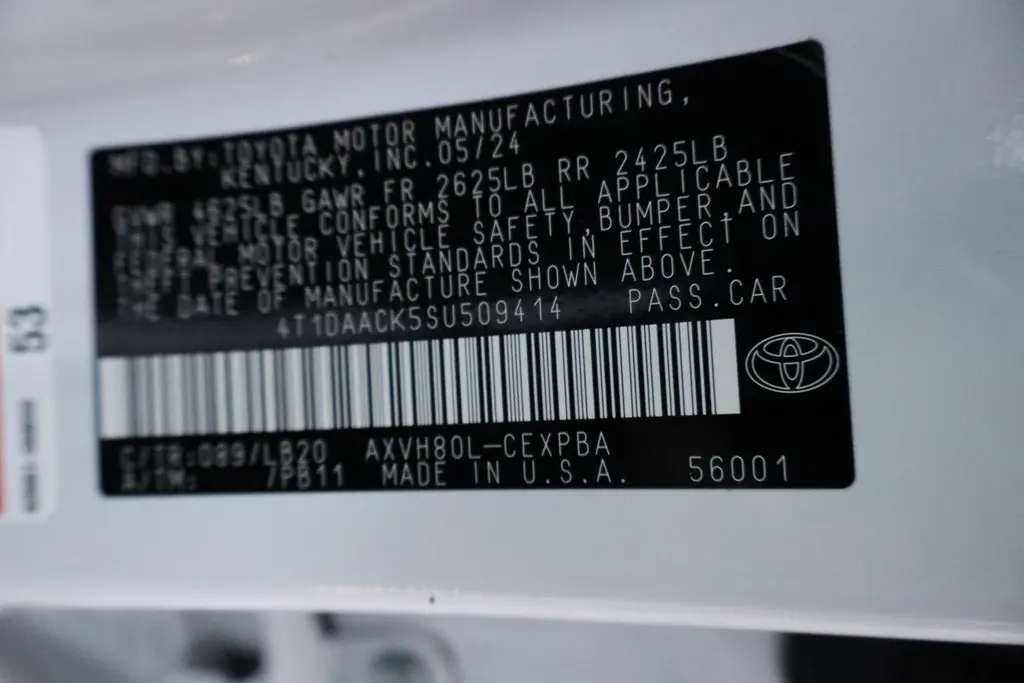 MFD.BY:TOYOTA MOTOR MANUFACTURING,
KENTUCKY,INC.05/24
GVWR 4625LB GAWR FR 2625LB RR 2425LB
THIS VEHICLE CONFORMS TO ALL APPLICABLE
FEDERAL MOTOR VEHICLE SAFETY,BUMPER,AND
THEFT PREVENTION STANDARDS IN EFFECT ON
THE DATE OF MANUFACTURE SHOWN ABOVE.
4T1DAACK5SU509414 PASS.CAR
C/TR:089/LB20 AXVH80L-CEXPBA
A/TM: 7PB11 MADE IN U.S.A. 56001
53